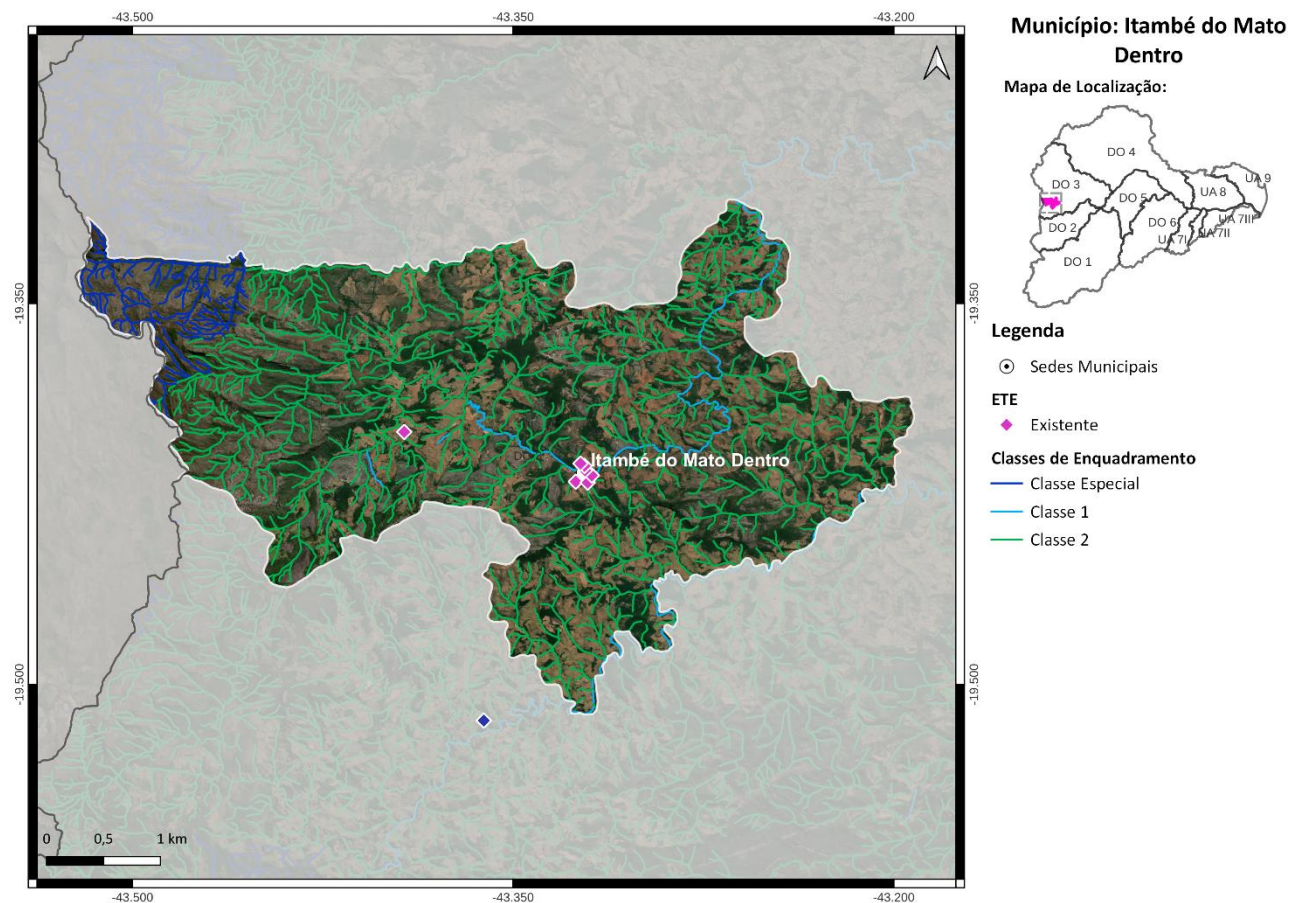 -43.500
-43.350
-43.200
-19.350
-19.500
-19.350
-19.500
Itambé do Mato Dentro
0 0,5 1 km
-43.500
-43.350
-43.200
Município: Itambé do Mato
Dentro
Mapa de Localização:
DO 4
DO 3
DO 5
UA 9
UA 8
DO 2
DO 6
UA 7III
UA 7II
UA 7I
DO 1
Legenda
Sedes Municipais
ETE
Existente
Classes de Enquadramento
Classe Especial
Classe 1
Classe 2